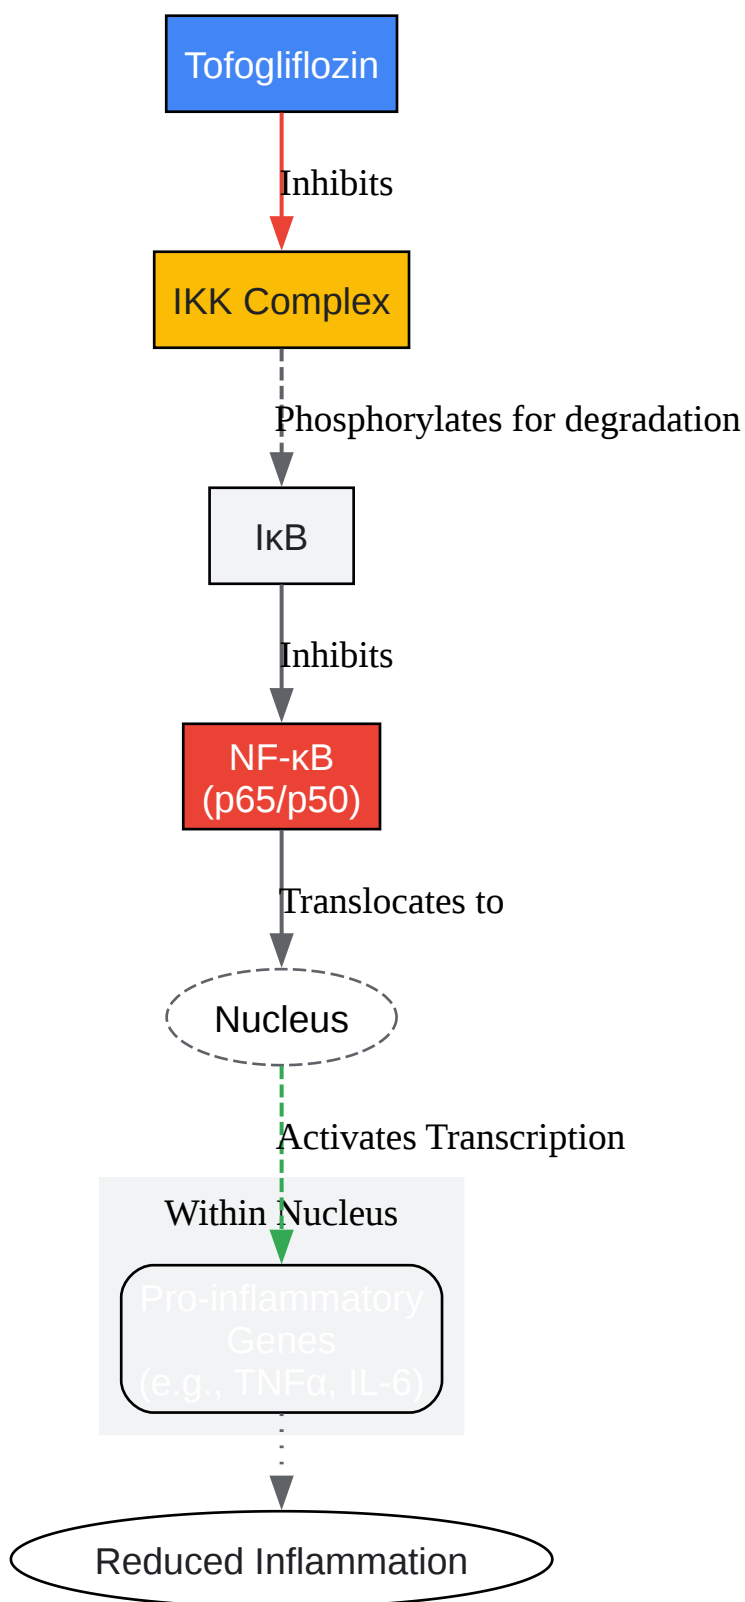 Tofogliflozin
Inhibits
IKK Complex
Phosphorylates for degradation
IκB
Inhibits
NF-κB
(p65/p50)
Translocates to
Nucleus
Activates Transcription
Within Nucleus
Pro-inflammatory
Genes
(e.g., TNFα, IL-6)
Reduced Inflammation